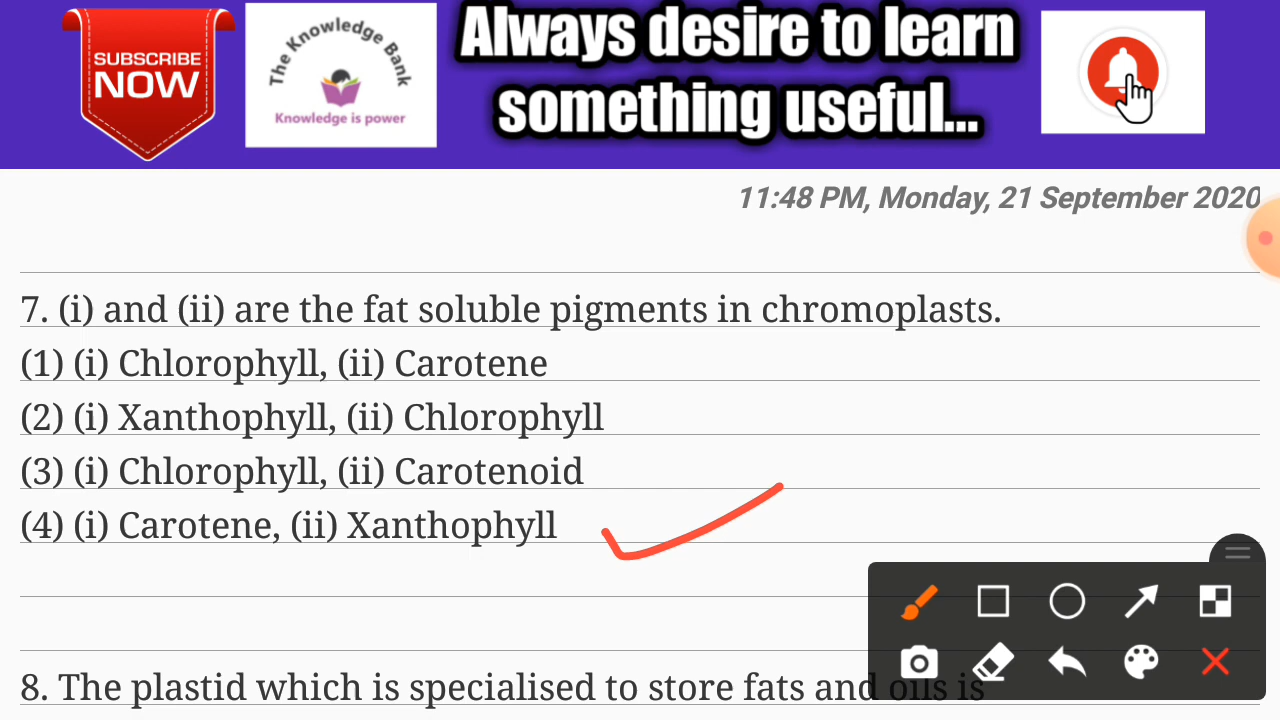 SUBSCRIBE
NOW
The Knowledge Bank
Knowledge is power
Always desire to learn
something useful...
11:48 PM, Monday, 21 September 2020
7. (i) and (ii) are the fat soluble pigments in chromoplasts.
(1) (i) Chlorophyll, (ii) Carotene
(2) (i) Xanthophyll, (ii) Chlorophyll
(3) (i) Chlorophyll, (ii) Carotenoid
(4) (i) Carotene, (ii) Xanthophyll
8. The plastid which is specialised to store fats and oils is